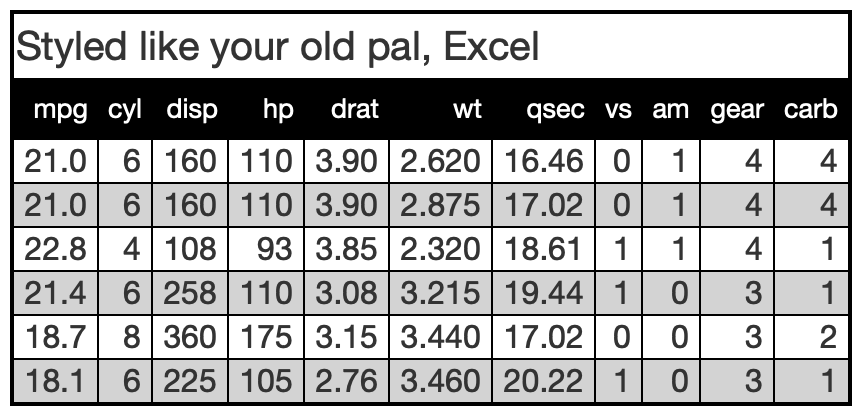 Styled like your old pal, Excel
mpg cyl disp hp drat wt qsec vs am gear carb
21.0 6 160 110 3.90 2.620 16.46 0 1 4 4
21.0 6 160 110 3.90 2.875 17.02 0 1 4 4
22.8 4 108 93 3.85 2.320 18.61 1 1 4 1
21.4 6 258 110 3.08 3.215 19.44 1 0 3 1
18.7 8 360 175 3.15 3.440 17.02 0 0 3 2
18.1 6 225 105 2.76 3.460 20.22 1 0 3 1